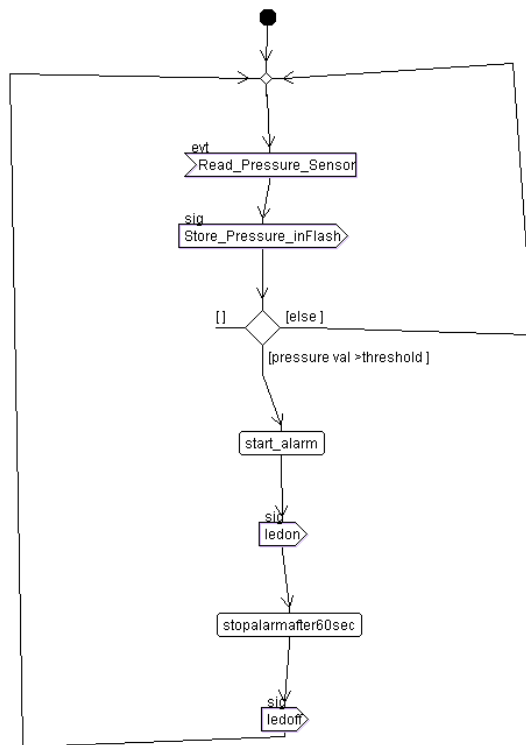 evt
Read_Pressure_Sensor
sig
Store_Pressure_inFlash
[ ]
[else ]
[pressure val >threshold ]
start_alarm
sig
ledon
stopalarmafter60sec
sig
ledoff